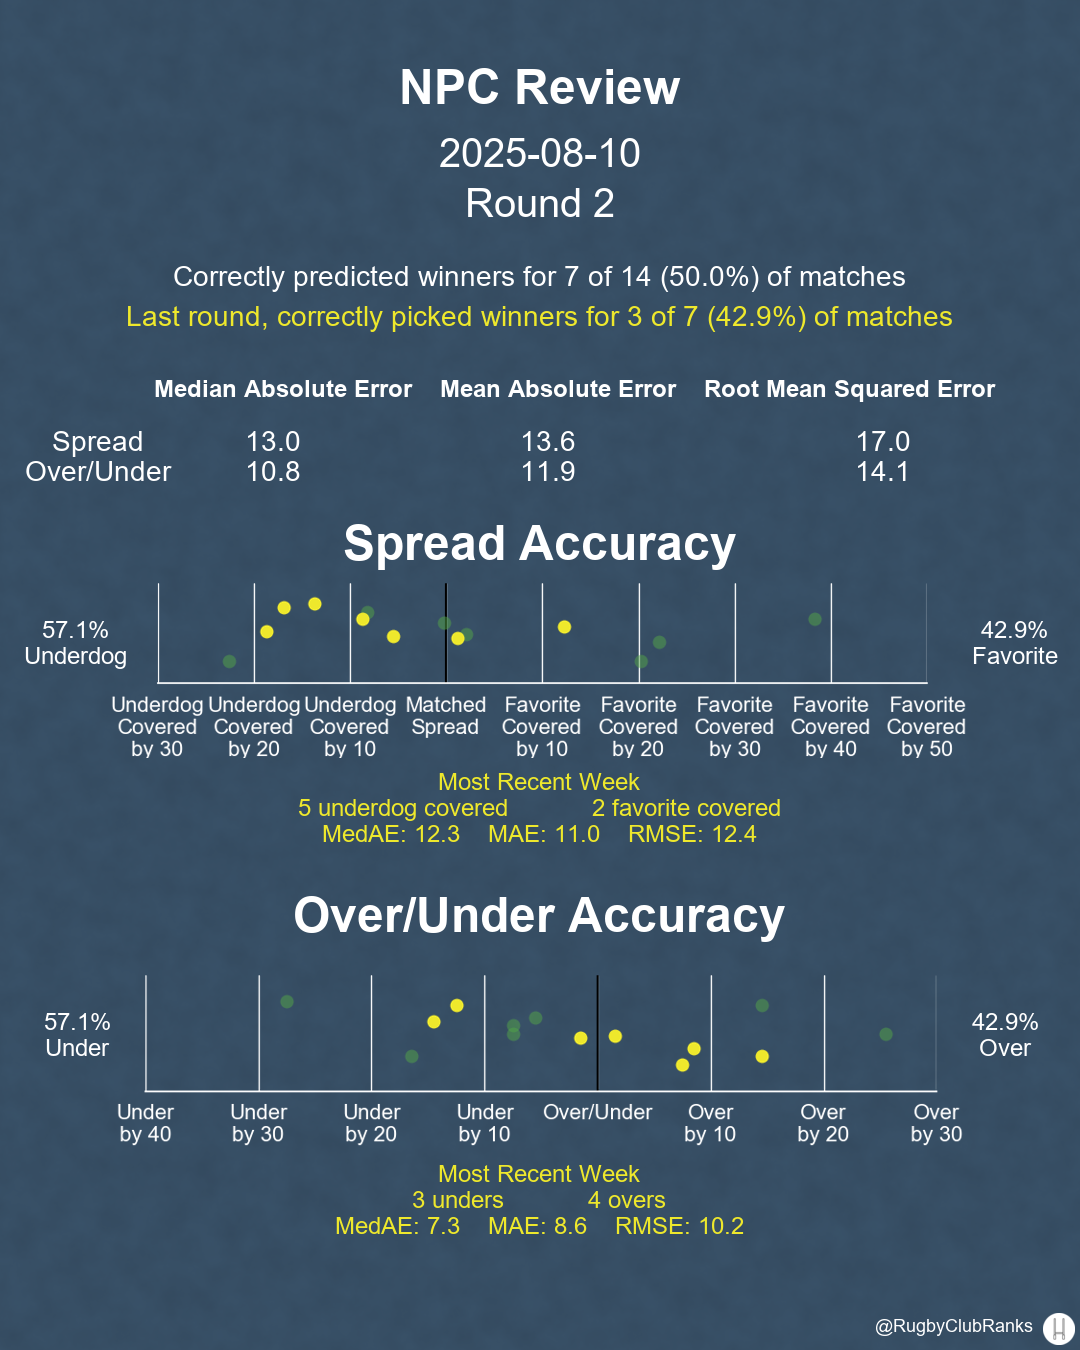 NPC Review
2025-08-10
Round 2
Correctly predicted winners for 7 of 14 (50.0%) of matches
Last round, correctly picked winners for 3 of 7 (42.9%) of matches
Median Absolute Error Mean Absolute Error Root Mean Squared Error
Spread 13.0 13.6 17.0
Over/Under 10.8 11.9 14.1
Spread Accuracy
57.1% 42.9%
Underdog Favorite
Underdog Underdog Underdog Matched Favorite Favorite Favorite Favorite Favorite
Covered Covered Covered Spread Covered Covered Covered Covered Covered
by 30 by 20 by 10 by 10 by 20 by 30 by 40 by 50
Most Recent Week
5 underdog covered 2 favorite covered
MedAE: 12.3 MAE: 11.0 RMSE: 12.4
Over/Under Accuracy
57.1% 42.9%
Under Over
Under Under Under Under Over/Under Over Over Over
by 40 by 30 by 20 by 10 by 10 by 20 by 30
Most Recent Week
3 unders 4 overs
MedAE: 7.3 MAE: 8.6 RMSE: 10.2
@RugbyClubRanks